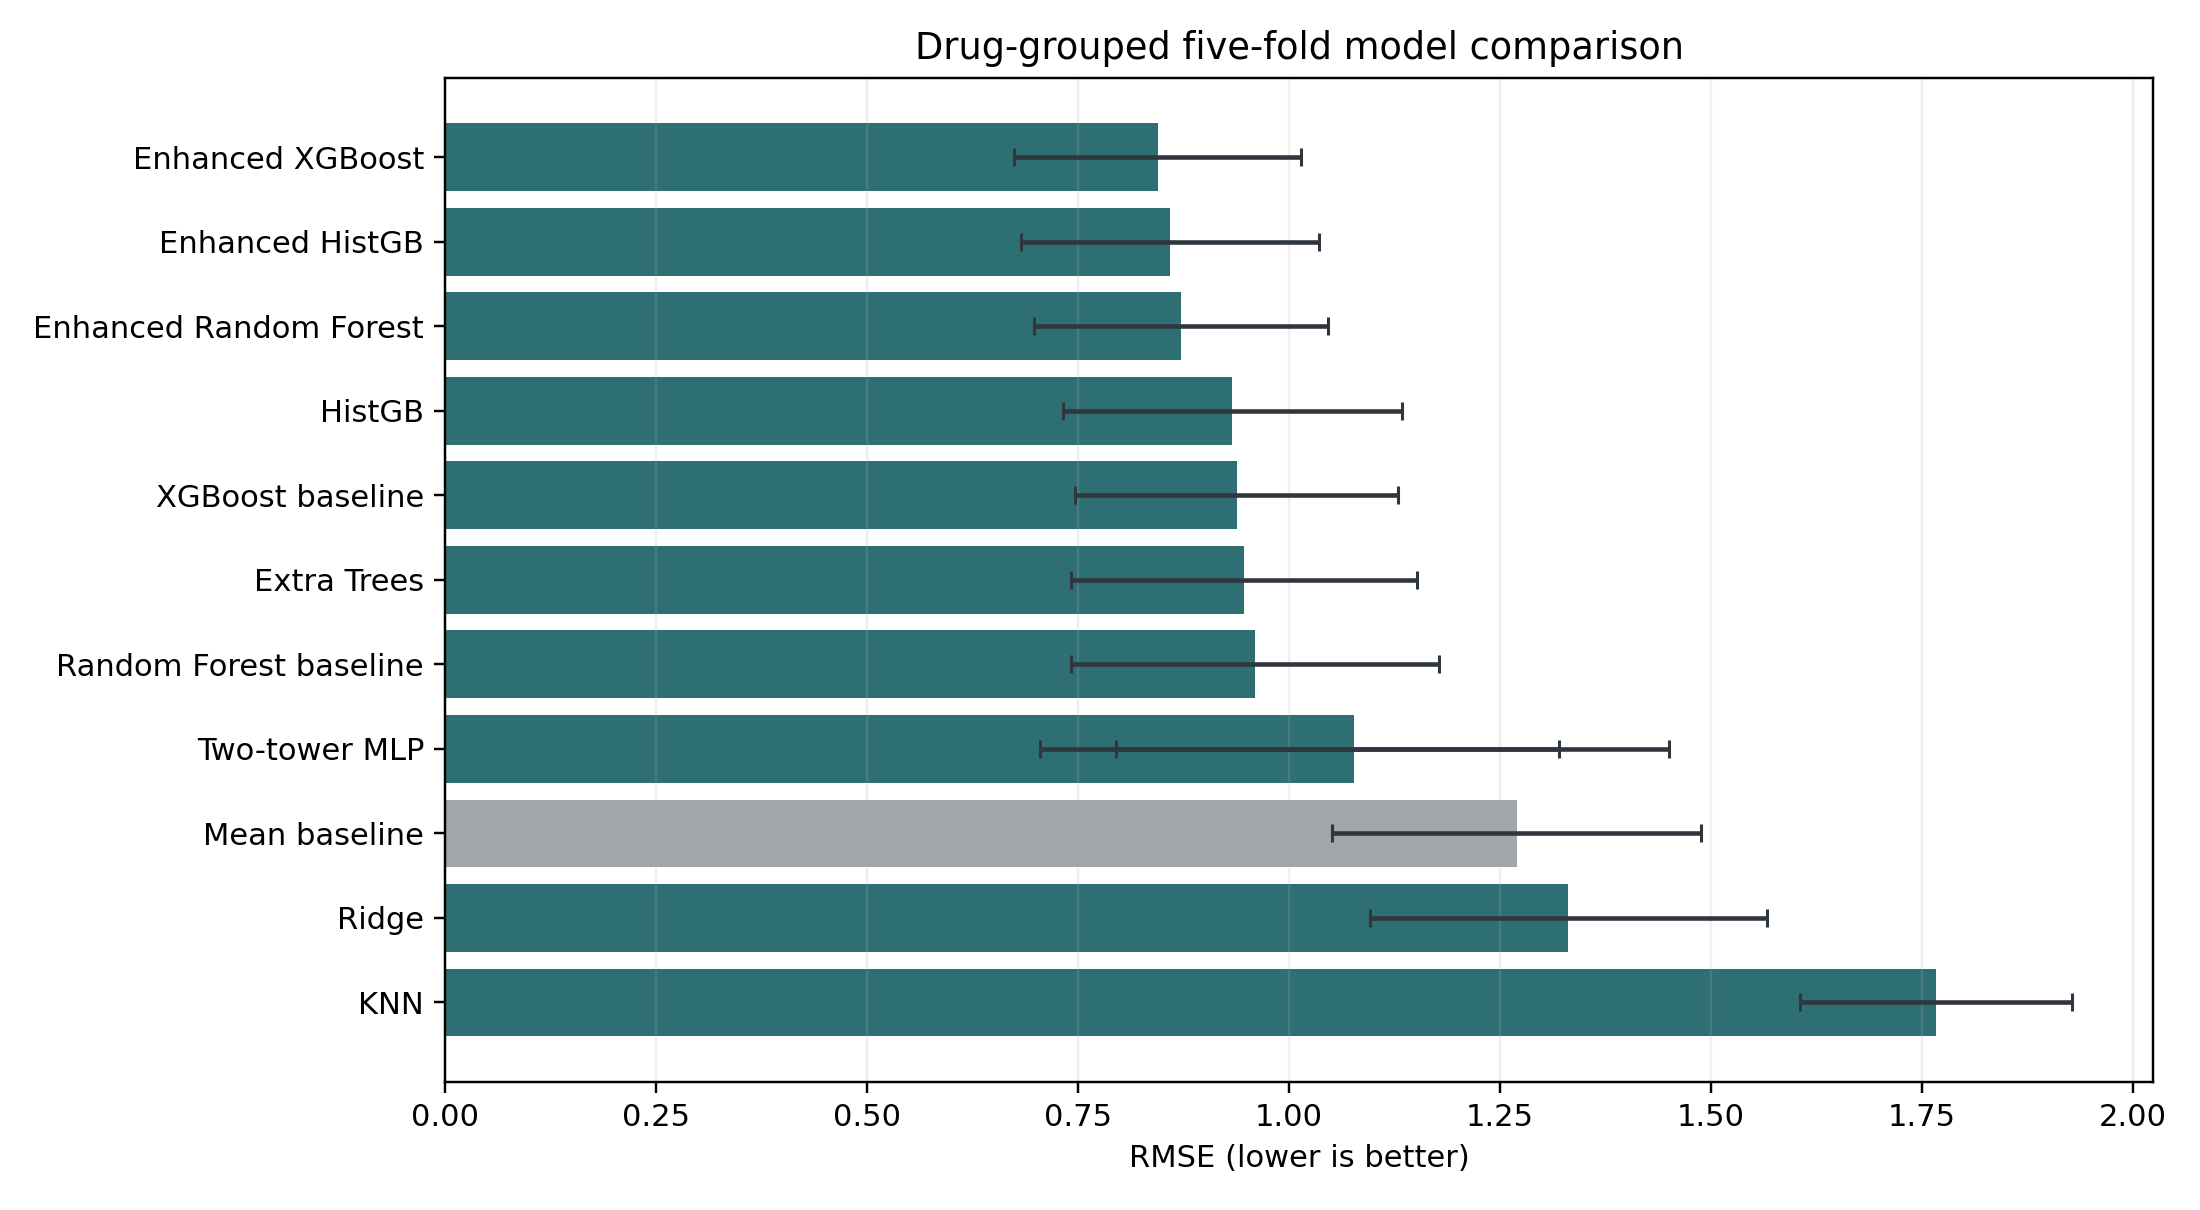 Drug-grouped five-fold model comparison
Enhanced XGBoost
Enhanced HistGB
Enhanced Random Forest
HistGB
XGBoost baseline
Extra Trees
Random Forest baseline
Two-tower MLP
Mean baseline
Ridge
KNN
0.00 0.25 0.50 0.75 1.00 1.25 1.50 1.75 2.00
RMSE (lower is better)